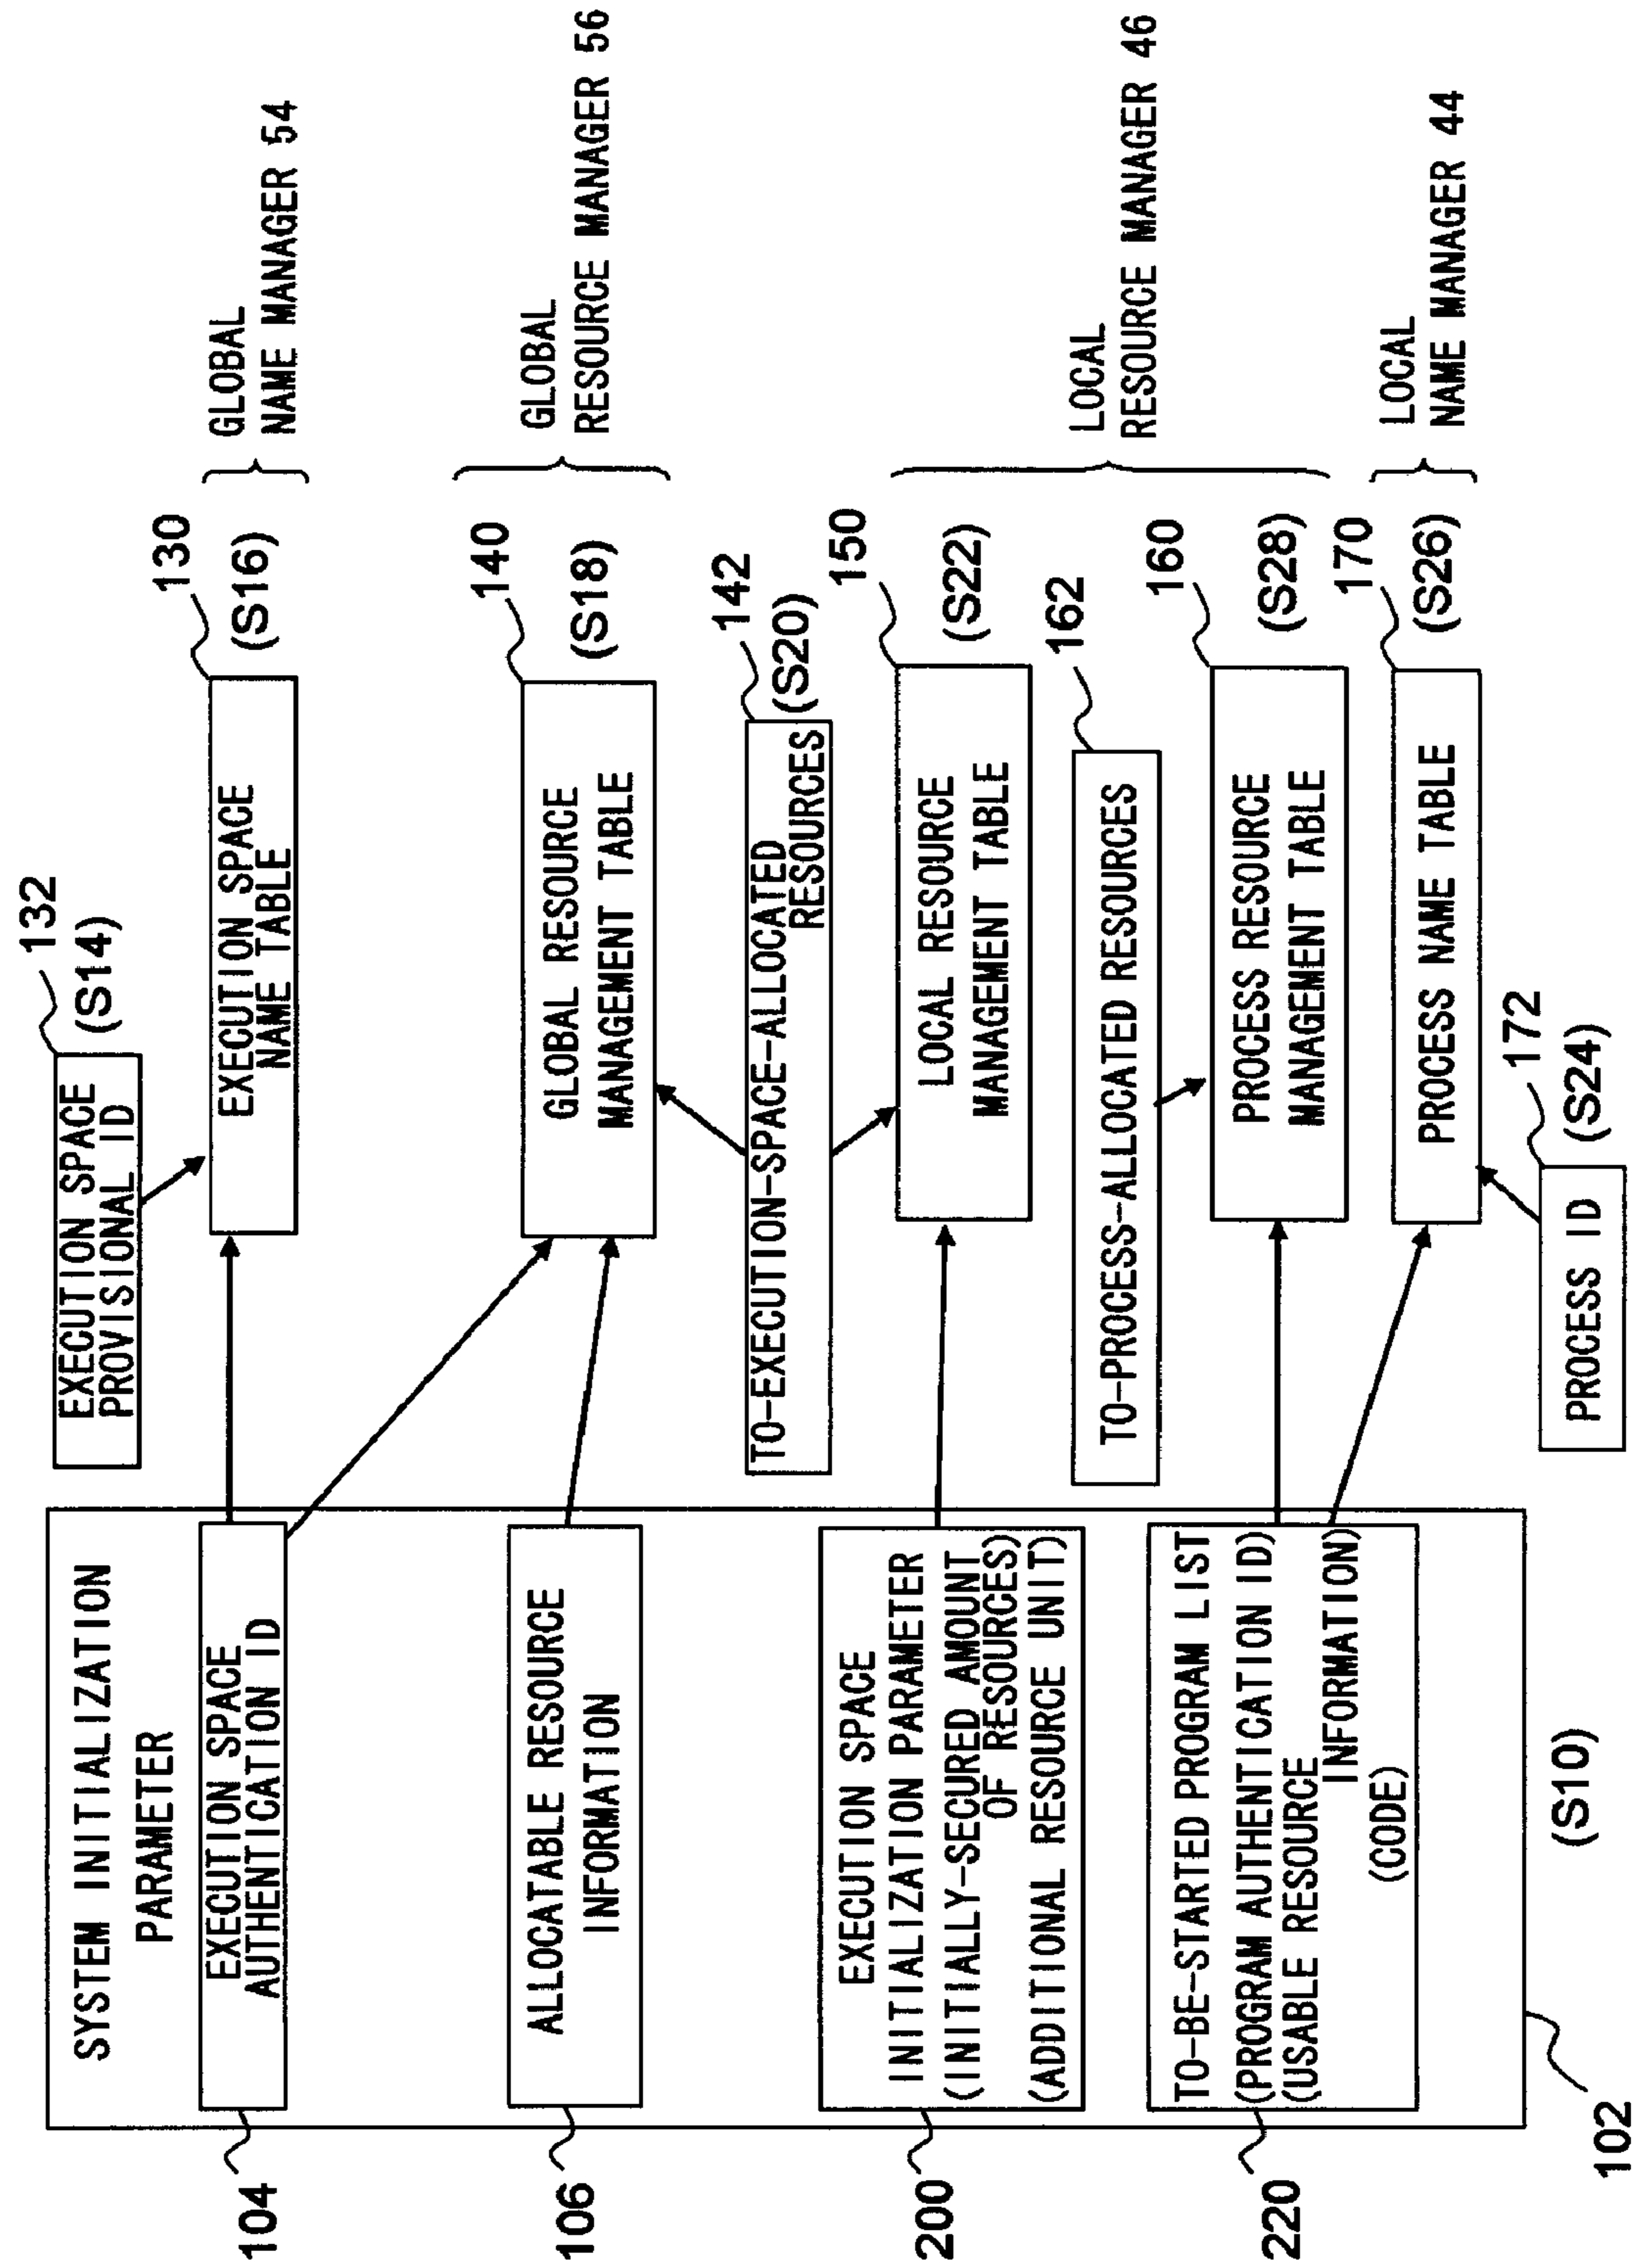 SYSTEM INITIALIZATION
PARAMETER
104
EXECUTION SPACE
AUTHENTICATION ID
106
ALLOCATABLE RESOURCE
INFORMATION
200
EXECUTION SPACE
INITIALIZATION PARAMETER
(INITIALLY-SECURED AMOUNT
OF RESOURCES)
(ADDITIONAL RESOURCE UNIT)
220
TO-BE-STARTED PROGRAM LIST
(PROGRAM AUTHENTICATION ID)
(USABLE RESOURCE
INFORMATION)
(CODE)
102
(S10)
EXECUTION SPACE
PROVISIONAL ID
132
(S14)
EXECUTION SPACE
NAME TABLE
130
(S16)
GLOBAL RESOURCE
MANAGEMENT TABLE
140
(S18)
TO-EXECUTION-SPACE-ALLOCATED
RESOURCES
142
(S20)
LOCAL RESOURCE
MANAGEMENT TABLE
150
(S22)
TO-PROCESS-ALLOCATED RESOURCES
162
PROCESS RESOURCE
MANAGEMENT TABLE
160
(S28)
PROCESS NAME TABLE
170
(S26)
PROCESS ID
172
(S24)
GLOBAL
NAME MANAGER 54
GLOBAL
RESOURCE MANAGER 56
LOCAL
RESOURCE MANAGER 46
LOCAL
NAME MANAGER 44